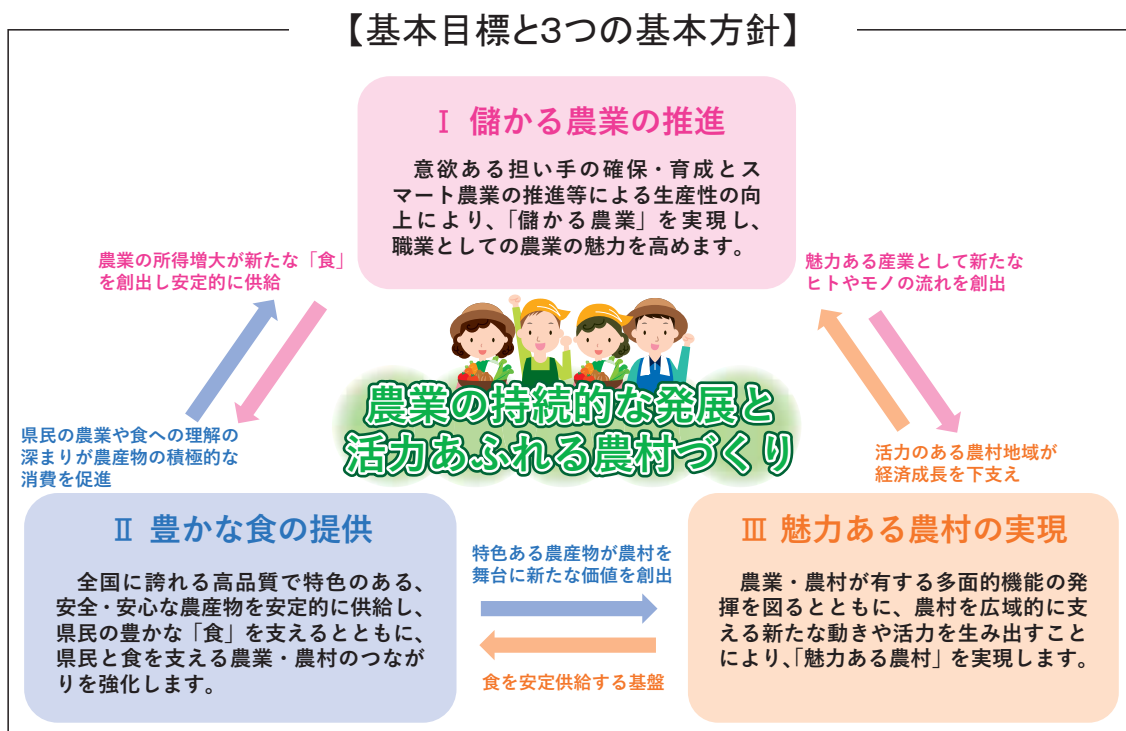 【基本目標と3つの基本方針】
Ⅰ 儲かる農業の推進
意欲ある担い手の確保・育成とス
マート農業の推進等による生産性の向
上により、「儲かる農業」を実現し、
職業としての農業の魅力を高めます。
農業の所得増大が新たな「食」
を創出し安定的に供給
魅力ある産業として新たな
ヒトやモノの流れを創出
農業の持続的な発展と
活力あふれる農村づくり
県民の農業や食への理解の
深まりが農産物の積極的な
消費を促進
活力のある農村地域が
経済成長を下支え
Ⅱ 豊かな食の提供
全国に誇れる高品質で特色のある、
安全・安心な農産物を安定的に供給し、
県民の豊かな「食」を支えるとともに、
県民と食を支える農業・農村のつなが
りを強化します。
特色ある農産物が農村を
舞台に新たな価値を創出
食を安定供給する基盤
Ⅲ 魅力ある農村の実現
農業・農村が有する多面的機能の発
揮を図るとともに、農村を広域的に支
える新たな動きや活力を生み出すこと
により、「魅力ある農村」を実現します。